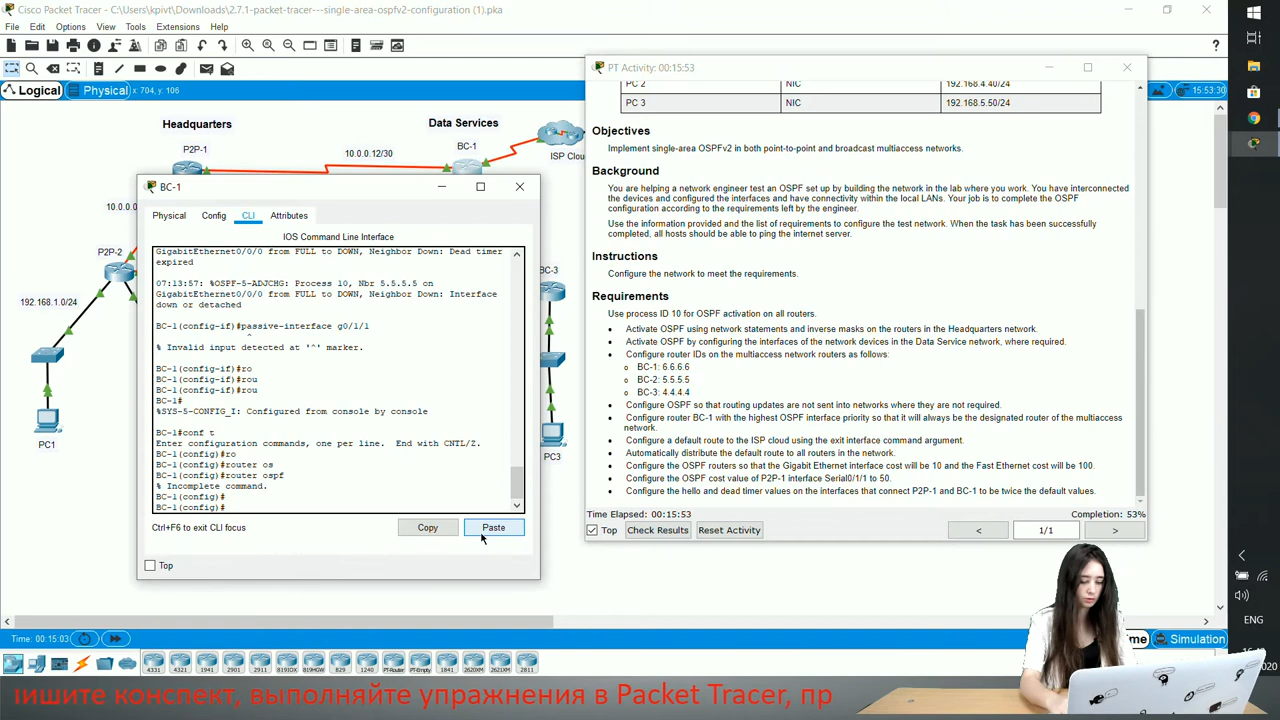 Cisco Packet Tracer - C:\Users\kpivt\Downloads\2.7.1-packet-tracer---single-area-ospfv2-configuration (1).pka
File Edit Options View Tools Extensions Help
Logical Physical x: 704, y: 106
15:53:30
Headquarters
P2P-1
Data Services
BC-1
10.0.0.12/30
ISP Clou
10.0.0
P2P-2
192.168.1.0/24
PC1
BC-3
PC3
BC-1
Physical Config CLI Attributes
IOS Command Line Interface
GigabitEthernet0/0/0 from FULL to DOWN, Neighbor Down: Dead timer
expired
07:13:57: %OSPF-5-ADJCHG: Process 10, Nbr 5.5.5.5 on
GigabitEthernet0/0/0 from FULL to DOWN, Neighbor Down: Interface
down or detached
BC-1(config-if)#passive-interface g0/1/1
^
% Invalid input detected at '^' marker.
BC-1(config-if)#ro
BC-1(config-if)#rou
BC-1(config-if)#rou
BC-1#
%SYS-5-CONFIG_I: Configured from console by console
BC-1#conf t
Enter configuration commands, one per line. End with CNTL/Z.
BC-1(config)#ro
BC-1(config)#router os
BC-1(config)#router ospf
% Incomplete command.
BC-1(config)#
BC-1(config)#
Ctrl+F6 to exit CLI focus
Copy Paste
Top
PT Activity: 00:15:53
PC 2 NIC 192.168.4.40/24
PC 3 NIC 192.168.5.50/24
Objectives
Implement single-area OSPFv2 in both point-to-point and broadcast multiaccess networks.
Background
You are helping a network engineer test an OSPF set up by building the network in the lab where you work. You have interconnected
the devices and configured the interfaces and have connectivity within the local LANs. Your job is to complete the OSPF
configuration according to the requirements left by the engineer.
Use the information provided and the list of requirements to configure the test network. When the task has been successfully
completed, all hosts should be able to ping the internet server.
Instructions
Configure the network to meet the requirements.
Requirements
Use process ID 10 for OSPF activation on all routers.
• Activate OSPF using network statements and inverse masks on the routers in the Headquarters network.
• Activate OSPF by configuring the interfaces of the network devices in the Data Service network, where required.
• Configure router IDs on the multiaccess network routers as follows:
o BC-1: 6.6.6.6
o BC-2: 5.5.5.5
o BC-3: 4.4.4.4
• Configure OSPF so that routing updates are not sent into networks where they are not required.
• Configure router BC-1 with the highest OSPF interface priority so that it will always be the designated router of the multiaccess
network.
• Configure a default route to the ISP cloud using the exit interface command argument.
• Automatically distribute the default route to all routers in the network.
• Configure the OSPF routers so that the Gigabit Ethernet interface cost will be 10 and the Fast Ethernet cost will be 100.
• Configure the OSPF cost value of P2P-1 interface Serial0/1/1 to 50.
• Configure the hello and dead timer values on the interfaces that connect P2P-1 and BC-1 to be twice the default values.
Time Elapsed: 00:15:53 Completion: 53%
Top Check Results Reset Activity < 1/1 >
Time: 00:15:03
Simulation
4331 4321 1941 2901 2911 819IOX 819HGW 829 1240 PT-Router PT-Empty 1841 2620XM 2621XM 2811
ENG
ишите конспект, выполняйте упражнения в Packet Tracer, пр